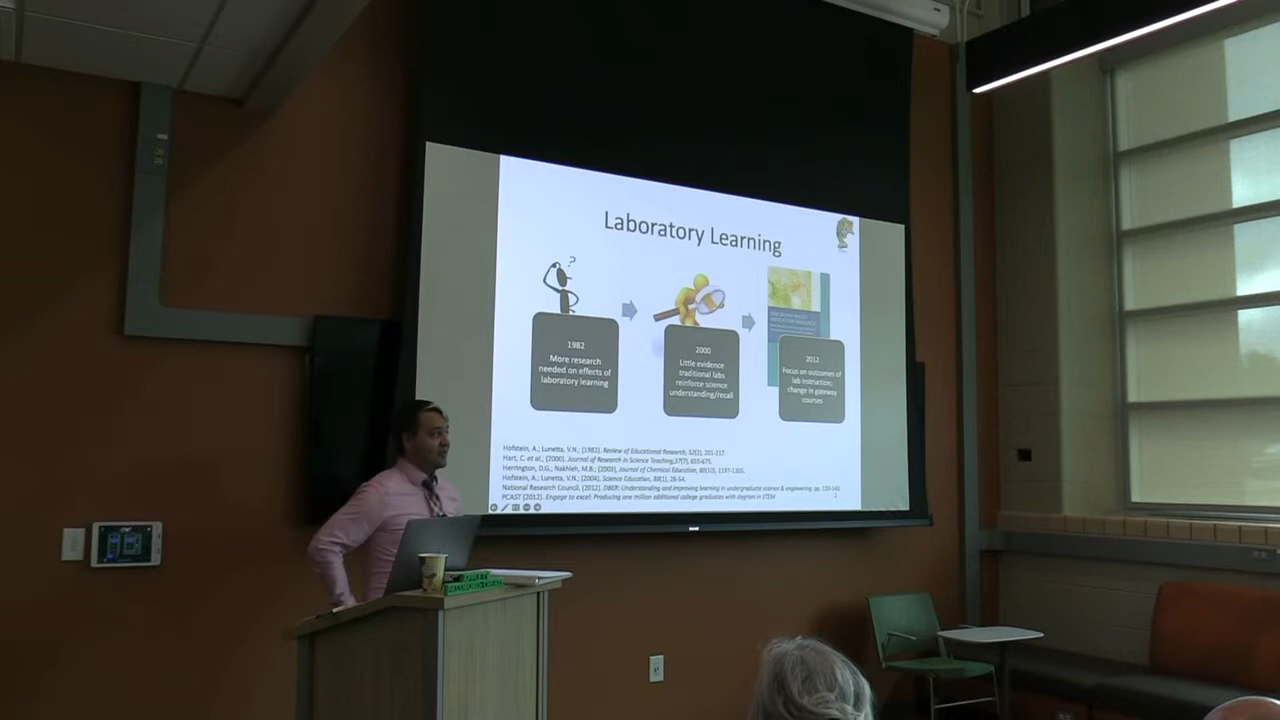 Laboratory Learning
?
1982
More research
needed on effects of
laboratory learning
2000
Little evidence
traditional labs
reinforce science
understanding/recall
2012
Focus on outcomes of
lab instruction;
change in gateway
courses
Hofstein, A.; Lunetta, V.N.; (1982). Review of Educational Research, 52(2), 201-217
Hart, C. et al.; (2000). Journal of Research in Science Teaching, 37(7), 655-675.
Herrington, D.G.; Nakhleh, M.B.; (2003), Journal of Chemical Education, 80(10), 1197-1205.
Hofstein, A.; Lunetta, V.N.; (2004). Science Education, 88(1), 28-54.
National Research Council. (2012). DBER: Understanding and improving learning in undergraduate science & engineering; pp. 130-140.
PCAST (2012). Engage to excel: Producing one million additional college graduates with degrees in STEM
APPLE TV
PASSWORD: CREATE